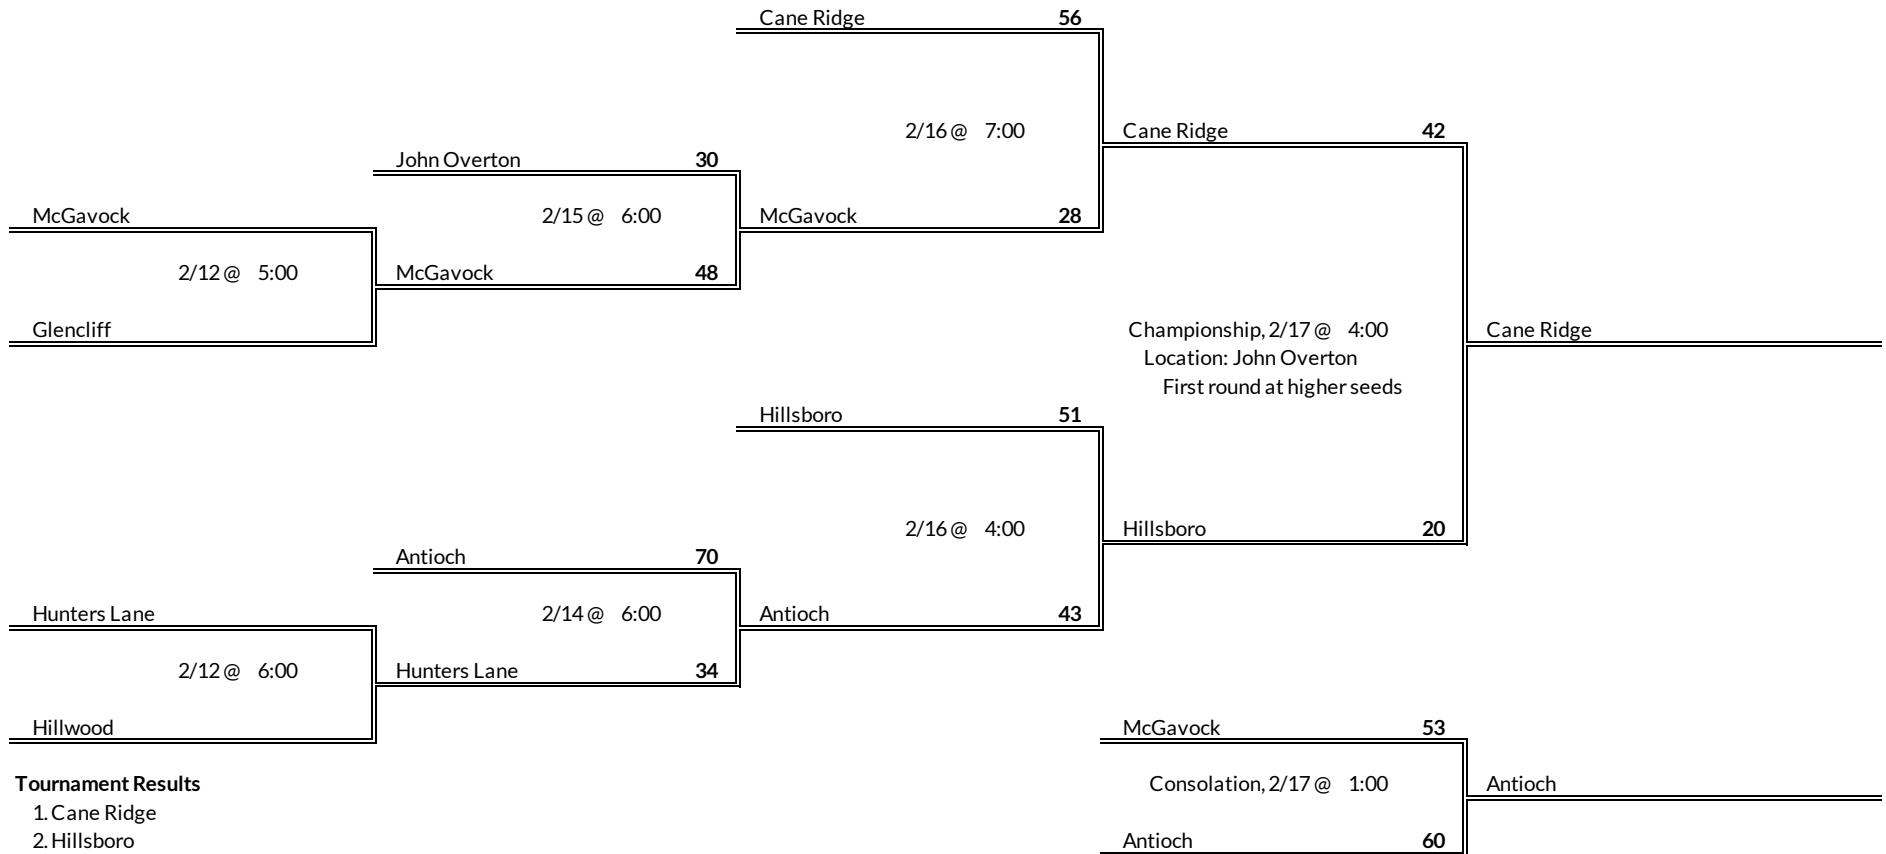 Cane Ridge 56
2/16 @ 7:00
Cane Ridge 42
John Overton 30
McGavock
2/15 @ 6:00
McGavock 28
2/12 @ 5:00
McGavock 48
Glencliff
Championship, 2/17 @ 4:00
Cane Ridge
Location: John Overton
First round at higher seeds
Hillsboro 51
2/16 @ 4:00
Hillsboro 20
Antioch 70
Hunters Lane
2/14 @ 6:00
Antioch 43
2/12 @ 6:00
Hunters Lane 34
Hillwood
McGavock 53
Tournament Results
Consolation, 2/17 @ 1:00
Antioch
1. Cane Ridge
2. Hillsboro
Antioch 60